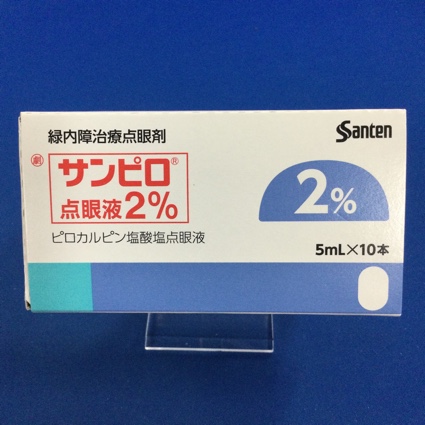 緑内障治療点眼剤
Santen
劇
サンピロ®
点眼液2%
2%
ピロカルピン塩酸塩点眼液
5mL×10本